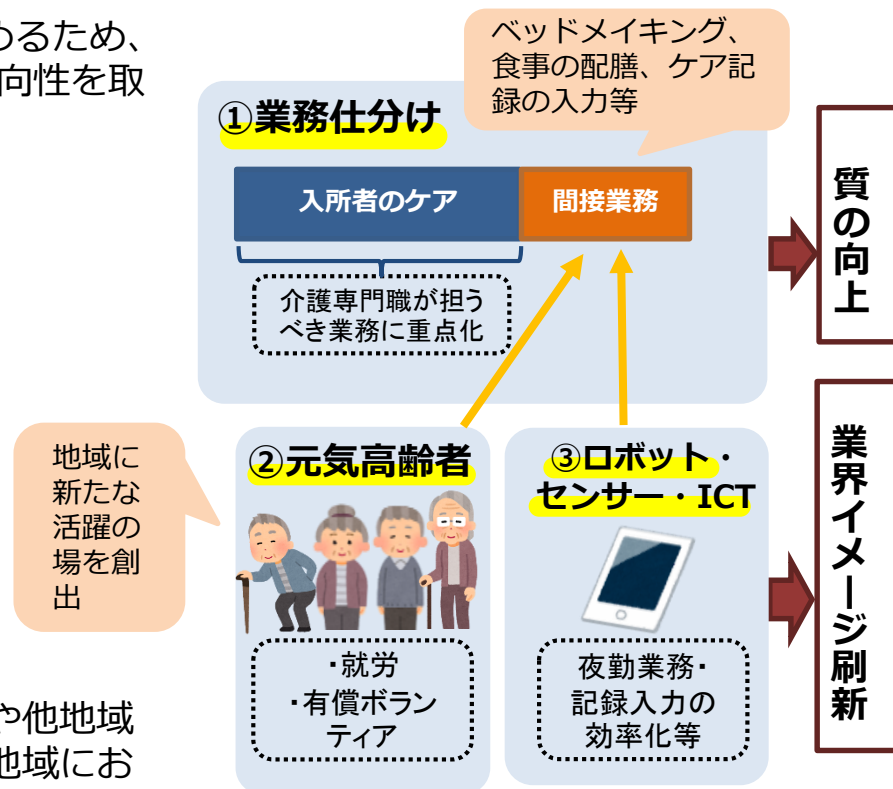 めるため、
向性を取
ベッドメイキング、
食事の配膳、ケア記
録の入力等
①業務仕分け
入所者のケア
間接業務
介護専門職が担う
べき業務に重点化
質の向上
地域に
新たな
活躍の
場を創
出
②元気高齢者
・就労
・有償ボラン
ティア
③ロボット・
センサー・ICT
夜勤業務・
記録入力の
効率化等
業界イメージ刷新
や他地域
地域にお